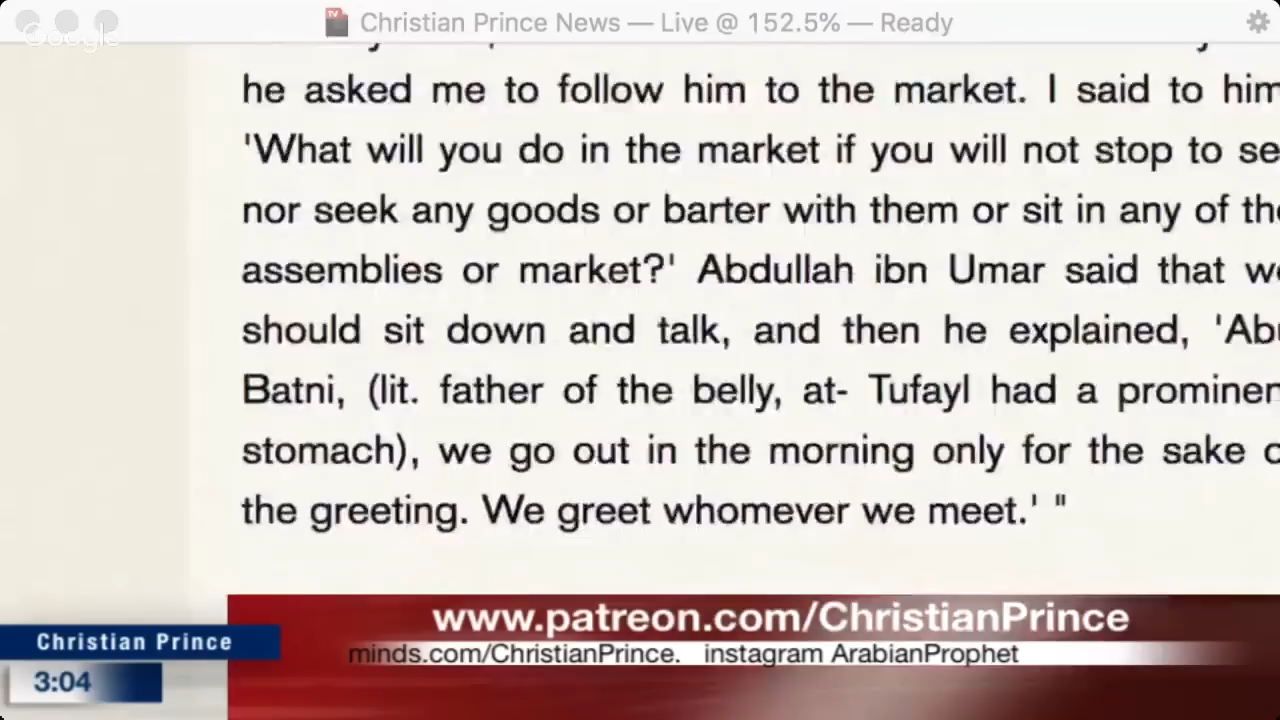 Christian Prince News — Live @ 152.5% — Ready
Google
he asked me to follow him to the market. I said to him
'What will you do in the market if you will not stop to se
nor seek any goods or barter with them or sit in any of the
assemblies or market?' Abdullah ibn Umar said that we
should sit down and talk, and then he explained, 'Abu
Batni, (lit. father of the belly, at- Tufayl had a prominen
stomach), we go out in the morning only for the sake o
the greeting. We greet whomever we meet.' "
www.patreon.com/ChristianPrince
Christian Prince
minds.com/ChristianPrince. instagram ArabianProphet
3:04